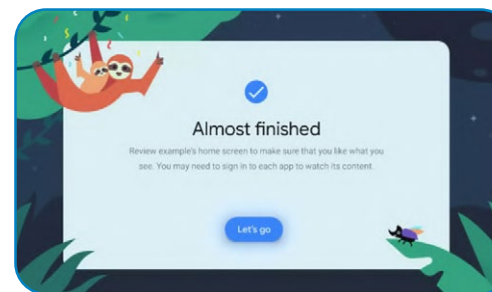 Almost finished
Review example's home screen to make sure that you like what you
see. You may need to sign in to each app to watch its content.
Let's go